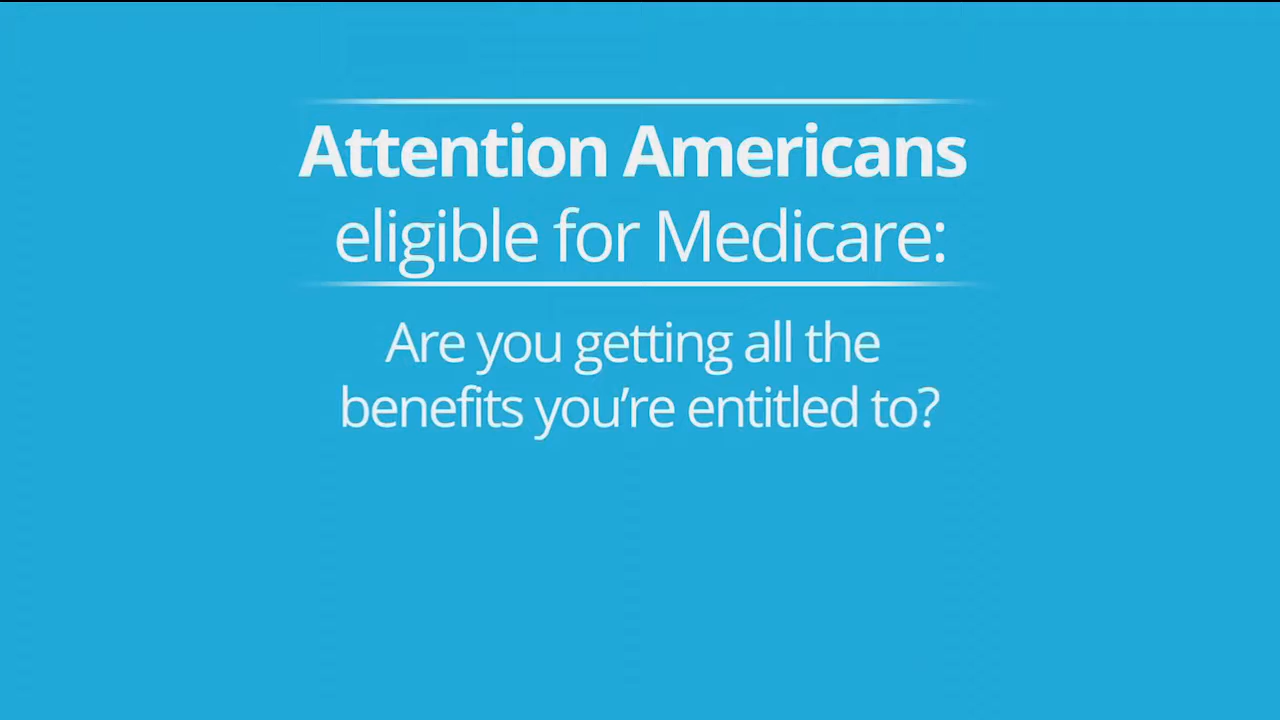 Attention Americans
eligible for Medicare:
Are you getting all the
benefits you’re entitled to?